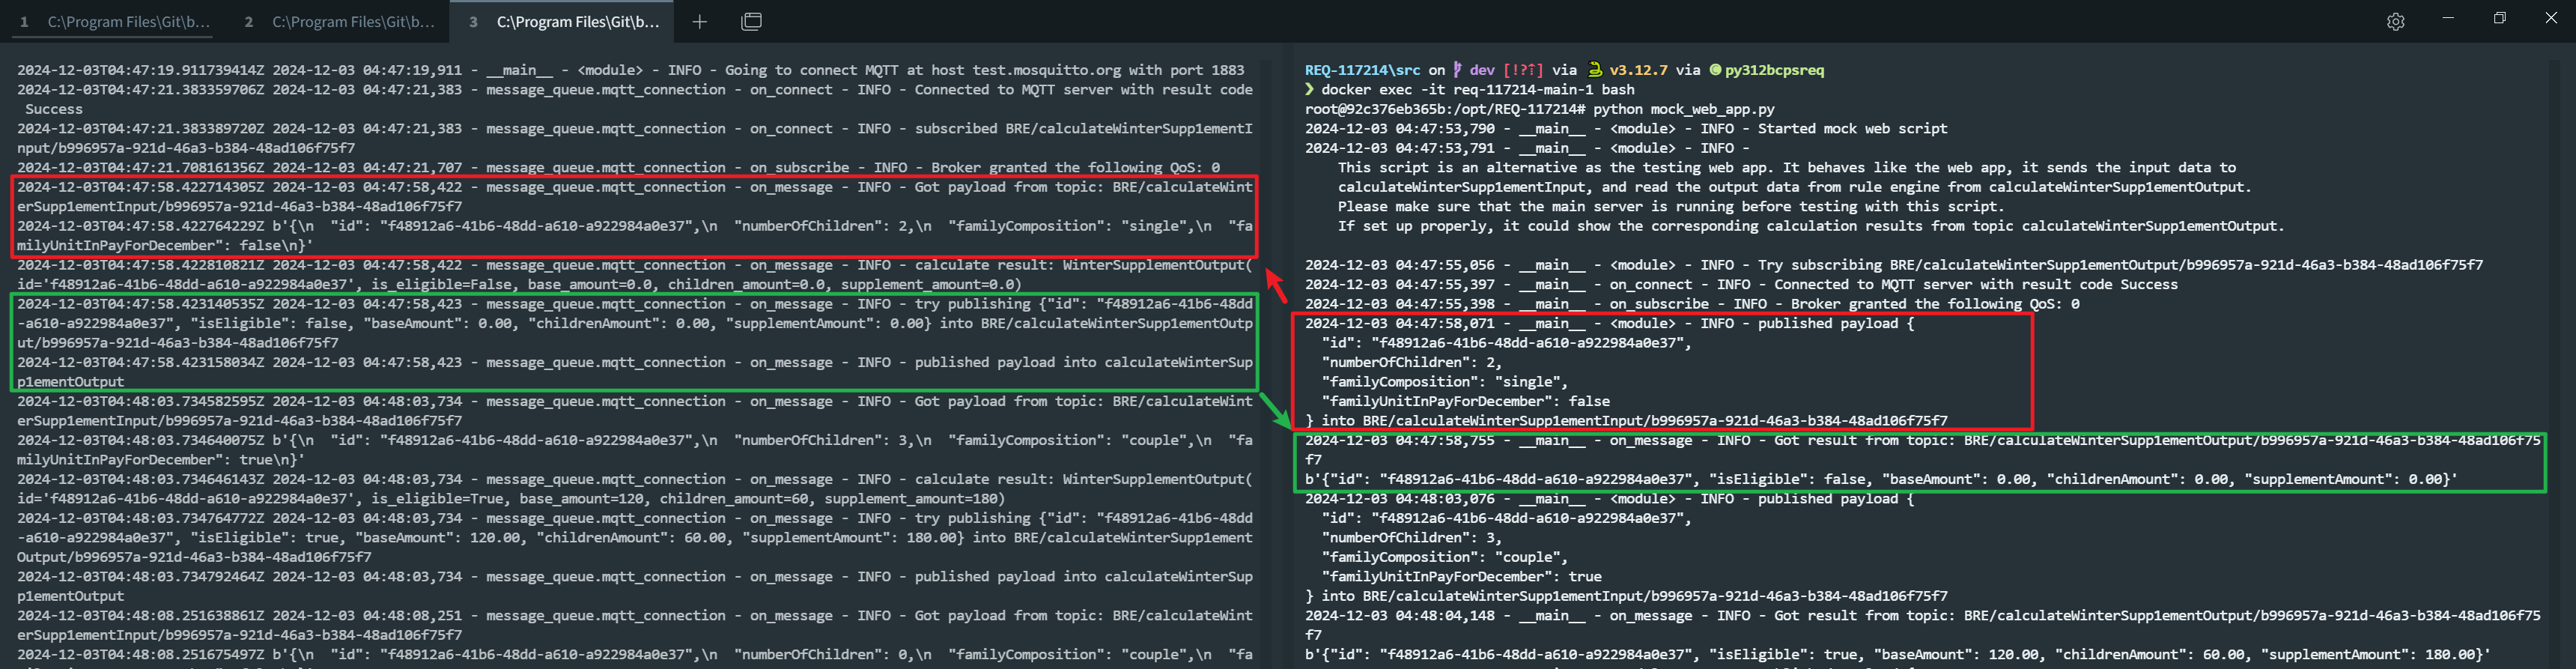 1 C:\Program Files\Git\b...
2 C:\Program Files\Git\b...
3 C:\Program Files\Git\b...
2024-12-03T04:47:19.911739414Z 2024-12-03 04:47:19,911 - __main__ - <module> - INFO - Going to connect MQTT at host test.mosquitto.org with port 1883
2024-12-03T04:47:21.383359706Z 2024-12-03 04:47:21,383 - message_queue.mqtt_connection - on_connect - INFO - Connected to MQTT server with result code
Success
2024-12-03T04:47:21.383389720Z 2024-12-03 04:47:21,383 - message_queue.mqtt_connection - on_connect - INFO - subscribed BRE/calculateWinterSupp1ementI
nput/b996957a-921d-46a3-b384-48ad106f75f7
2024-12-03T04:47:21.708161356Z 2024-12-03 04:47:21,707 - message_queue.mqtt_connection - on_subscribe - INFO - Broker granted the following QoS: 0
2024-12-03T04:47:58.422714305Z 2024-12-03 04:47:58,422 - message_queue.mqtt_connection - on_message - INFO - Got payload from topic: BRE/calculateWint
erSupp1ementInput/b996957a-921d-46a3-b384-48ad106f75f7
2024-12-03T04:47:58.422764229Z b'{\n  "id": "f48912a6-41b6-48dd-a610-a922984a0e37",\n  "numberOfChildren": 2,\n  "familyComposition": "single",\n  "fa
milyUnitInPayForDecember": false\n}'
2024-12-03T04:47:58.422810821Z 2024-12-03 04:47:58,422 - message_queue.mqtt_connection - on_message - INFO - calculate result: WinterSupplementOutput(
id='f48912a6-41b6-48dd-a610-a922984a0e37', is_eligible=False, base_amount=0.0, children_amount=0.0, supplement_amount=0.0)
2024-12-03T04:47:58.423140535Z 2024-12-03 04:47:58,423 - message_queue.mqtt_connection - on_message - INFO - try publishing {"id": "f48912a6-41b6-48dd
-a610-a922984a0e37", "isEligible": false, "baseAmount": 0.00, "childrenAmount": 0.00, "supplementAmount": 0.00} into BRE/calculateWinterSupp1ementOutp
ut/b996957a-921d-46a3-b384-48ad106f75f7
2024-12-03T04:47:58.423158034Z 2024-12-03 04:47:58,423 - message_queue.mqtt_connection - on_message - INFO - published payload into calculateWinterSup
p1ementOutput
2024-12-03T04:48:03.734582595Z 2024-12-03 04:48:03,734 - message_queue.mqtt_connection - on_message - INFO - Got payload from topic: BRE/calculateWint
erSupp1ementInput/b996957a-921d-46a3-b384-48ad106f75f7
2024-12-03T04:48:03.734640075Z b'{\n  "id": "f48912a6-41b6-48dd-a610-a922984a0e37",\n  "numberOfChildren": 3,\n  "familyComposition": "couple",\n  "fa
milyUnitInPayForDecember": true\n}'
2024-12-03T04:48:03.734646143Z 2024-12-03 04:48:03,734 - message_queue.mqtt_connection - on_message - INFO - calculate result: WinterSupplementOutput(
id='f48912a6-41b6-48dd-a610-a922984a0e37', is_eligible=True, base_amount=120, children_amount=60, supplement_amount=180)
2024-12-03T04:48:03.734764772Z 2024-12-03 04:48:03,734 - message_queue.mqtt_connection - on_message - INFO - try publishing {"id": "f48912a6-41b6-48dd
-a610-a922984a0e37", "isEligible": true, "baseAmount": 120.00, "childrenAmount": 60.00, "supplementAmount": 180.00} into BRE/calculateWinterSupp1ement
Output/b996957a-921d-46a3-b384-48ad106f75f7
2024-12-03T04:48:03.734792464Z 2024-12-03 04:48:03,734 - message_queue.mqtt_connection - on_message - INFO - published payload into calculateWinterSup
p1ementOutput
2024-12-03T04:48:08.251638861Z 2024-12-03 04:48:08,251 - message_queue.mqtt_connection - on_message - INFO - Got payload from topic: BRE/calculateWint
erSupp1ementInput/b996957a-921d-46a3-b384-48ad106f75f7
2024-12-03T04:48:08.251675497Z b'{\n  "id": "f48912a6-41b6-48dd-a610-a922984a0e37",\n  "numberOfChildren": 0,\n  "familyComposition": "couple",\n  "fa
REQ-117214\src on dev [!?⇡] via v3.12.7 via py312bcpsreq
❯ docker exec -it req-117214-main-1 bash
root@92c376eb365b:/opt/REQ-117214# python mock_web_app.py
2024-12-03 04:47:53,790 - __main__ - <module> - INFO - Started mock web script
2024-12-03 04:47:53,791 - __main__ - <module> - INFO -
This script is an alternative as the testing web app. It behaves like the web app, it sends the input data to
calculateWinterSupp1ementInput, and read the output data from rule engine from calculateWinterSupp1ementOutput.
Please make sure that the main server is running before testing with this script.
If set up properly, it could show the corresponding calculation results from topic calculateWinterSupp1ementOutput.
2024-12-03 04:47:55,056 - __main__ - <module> - INFO - Try subscribing BRE/calculateWinterSupp1ementOutput/b996957a-921d-46a3-b384-48ad106f75f7
2024-12-03 04:47:55,397 - __main__ - on_connect - INFO - Connected to MQTT server with result code Success
2024-12-03 04:47:55,398 - __main__ - on_subscribe - INFO - Broker granted the following QoS: 0
2024-12-03 04:47:58,071 - __main__ - <module> - INFO - published payload {
"id": "f48912a6-41b6-48dd-a610-a922984a0e37",
"numberOfChildren": 2,
"familyComposition": "single",
"familyUnitInPayForDecember": false
} into BRE/calculateWinterSupp1ementInput/b996957a-921d-46a3-b384-48ad106f75f7
2024-12-03 04:47:58,755 - __main__ - on_message - INFO - Got result from topic: BRE/calculateWinterSupp1ementOutput/b996957a-921d-46a3-b384-48ad106f75
f7
b'{"id": "f48912a6-41b6-48dd-a610-a922984a0e37", "isEligible": false, "baseAmount": 0.00, "childrenAmount": 0.00, "supplementAmount": 0.00}'
2024-12-03 04:48:03,076 - __main__ - <module> - INFO - published payload {
"id": "f48912a6-41b6-48dd-a610-a922984a0e37",
"numberOfChildren": 3,
"familyComposition": "couple",
"familyUnitInPayForDecember": true
} into BRE/calculateWinterSupp1ementInput/b996957a-921d-46a3-b384-48ad106f75f7
2024-12-03 04:48:04,148 - __main__ - on_message - INFO - Got result from topic: BRE/calculateWinterSupp1ementOutput/b996957a-921d-46a3-b384-48ad106f75
f7
b'{"id": "f48912a6-41b6-48dd-a610-a922984a0e37", "isEligible": true, "baseAmount": 120.00, "childrenAmount": 60.00, "supplementAmount": 180.00}'